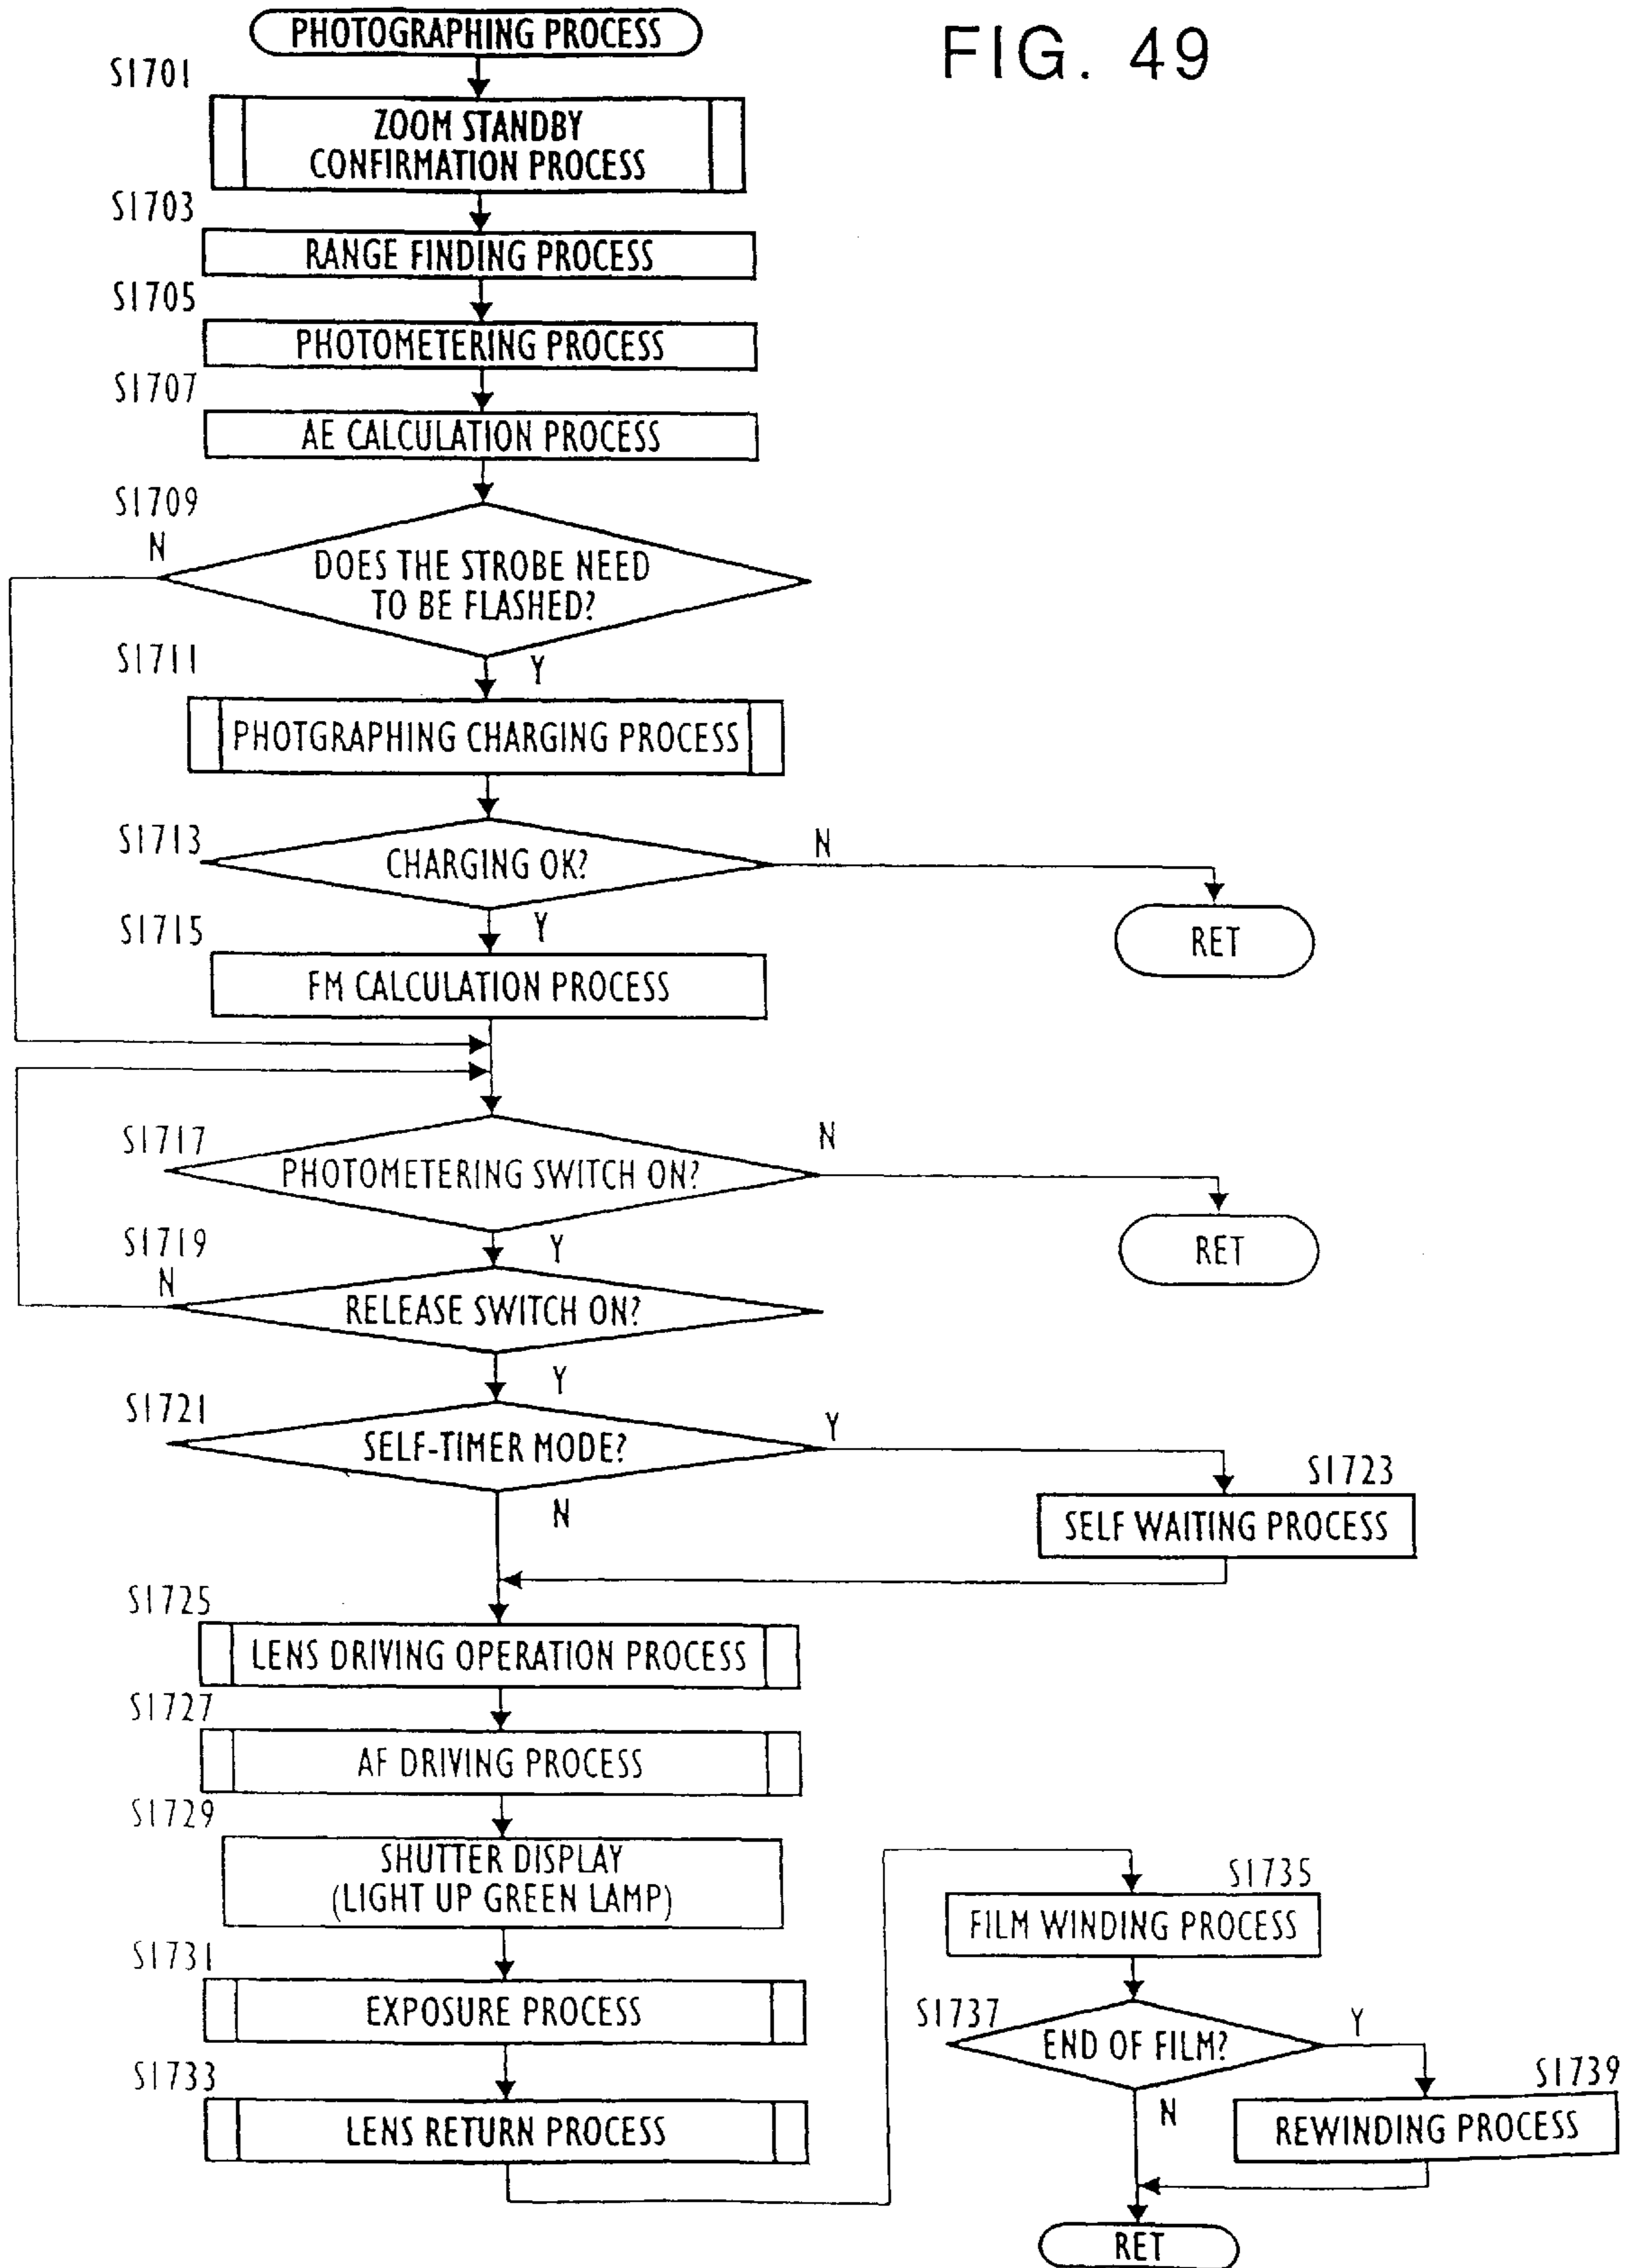 FIG. 49
PHOTOGRAPHING PROCESS
S1701
ZOOM STANDBY
CONFIRMATION PROCESS
S1703
RANGE FINDING PROCESS
S1705
PHOTOMETERING PROCESS
S1707
AE CALCULATION PROCESS
S1709
N
DOES THE STROBE NEED
TO BE FLASHED?
Y
S1711
PHOTGRAPHING CHARGING PROCESS
S1713
CHARGING OK?
N
RET
Y
S1715
FM CALCULATION PROCESS
S1717
PHOTOMETERING SWITCH ON?
N
RET
Y
S1719
N
RELEASE SWITCH ON?
Y
S1721
SELF-TIMER MODE?
Y
S1723
SELF WAITING PROCESS
N
S1725
LENS DRIVING OPERATION PROCESS
S1727
AF DRIVING PROCESS
S1729
SHUTTER DISPLAY
(LIGHT UP GREEN LAMP)
S1731
EXPOSURE PROCESS
S1733
LENS RETURN PROCESS
S1735
FILM WINDING PROCESS
S1737
END OF FILM?
Y
S1739
REWINDING PROCESS
N
RET